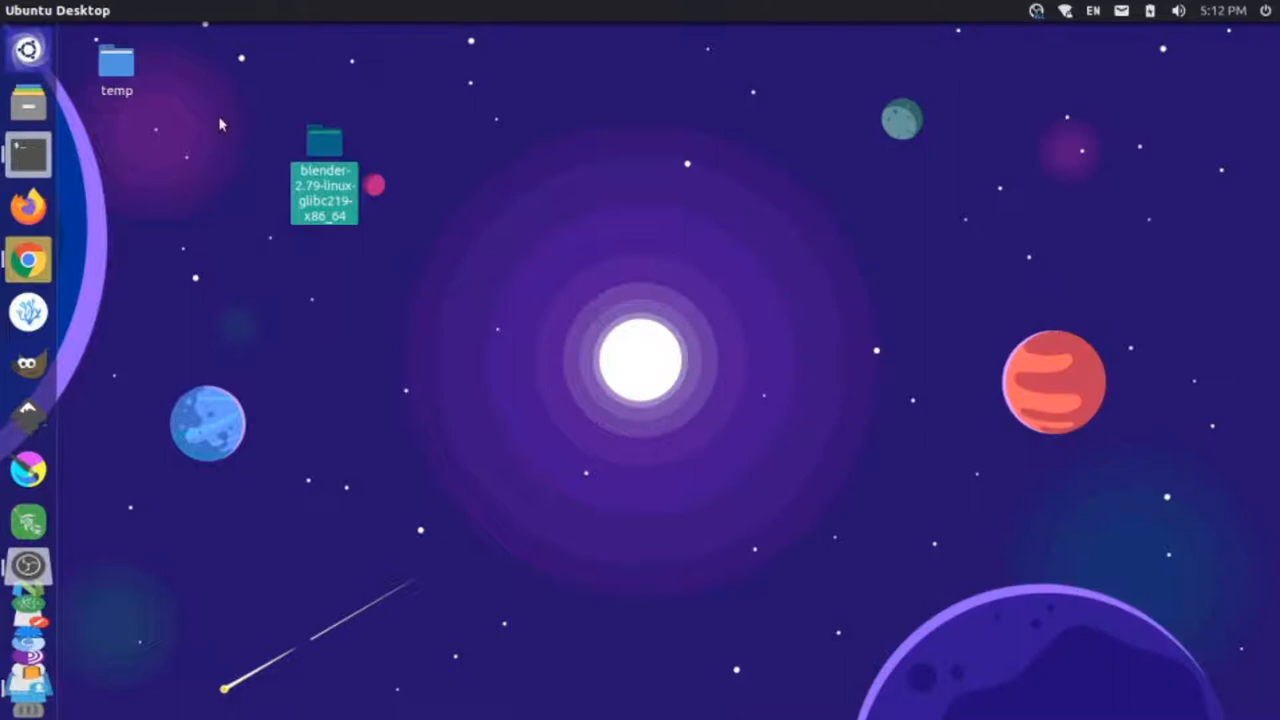 Ubuntu Desktop
EN
5:12 PM
temp
blender-
2.79-linux-
glibc219-
x86_64